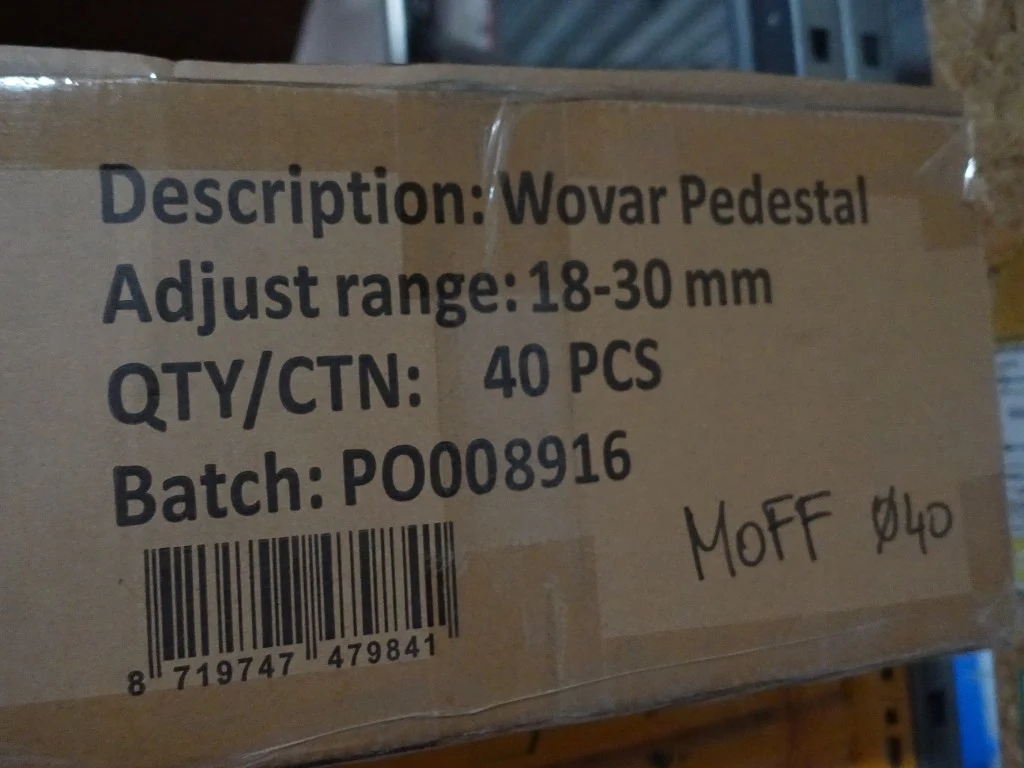 Description: Wovar Pedestal
Adjust range: 18-30 mm
QTY/CTN: 40 PCS
Batch: PO008916
MOFF Ø40
8 719747 479841